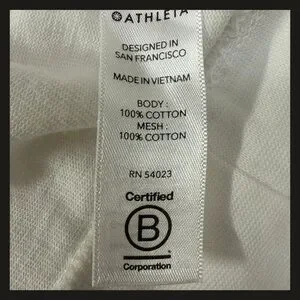 ATHLETA
DESIGNED IN
SAN FRANCISCO
MADE IN VIETNAM
BODY :
100% COTTON
MESH :
100% COTTON
RN 54023
Certified
B
Corporation